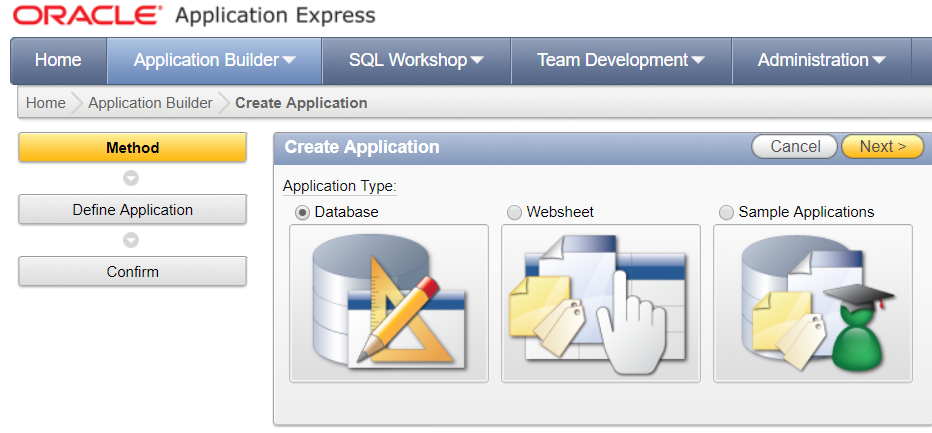 ORACLE® Application Express
Home Application Builder SQL Workshop Team Development Administration
Home Application Builder Create Application
Method
Define Application
Confirm
Create Application Cancel Next >
Application Type:
Database Websheet Sample Applications